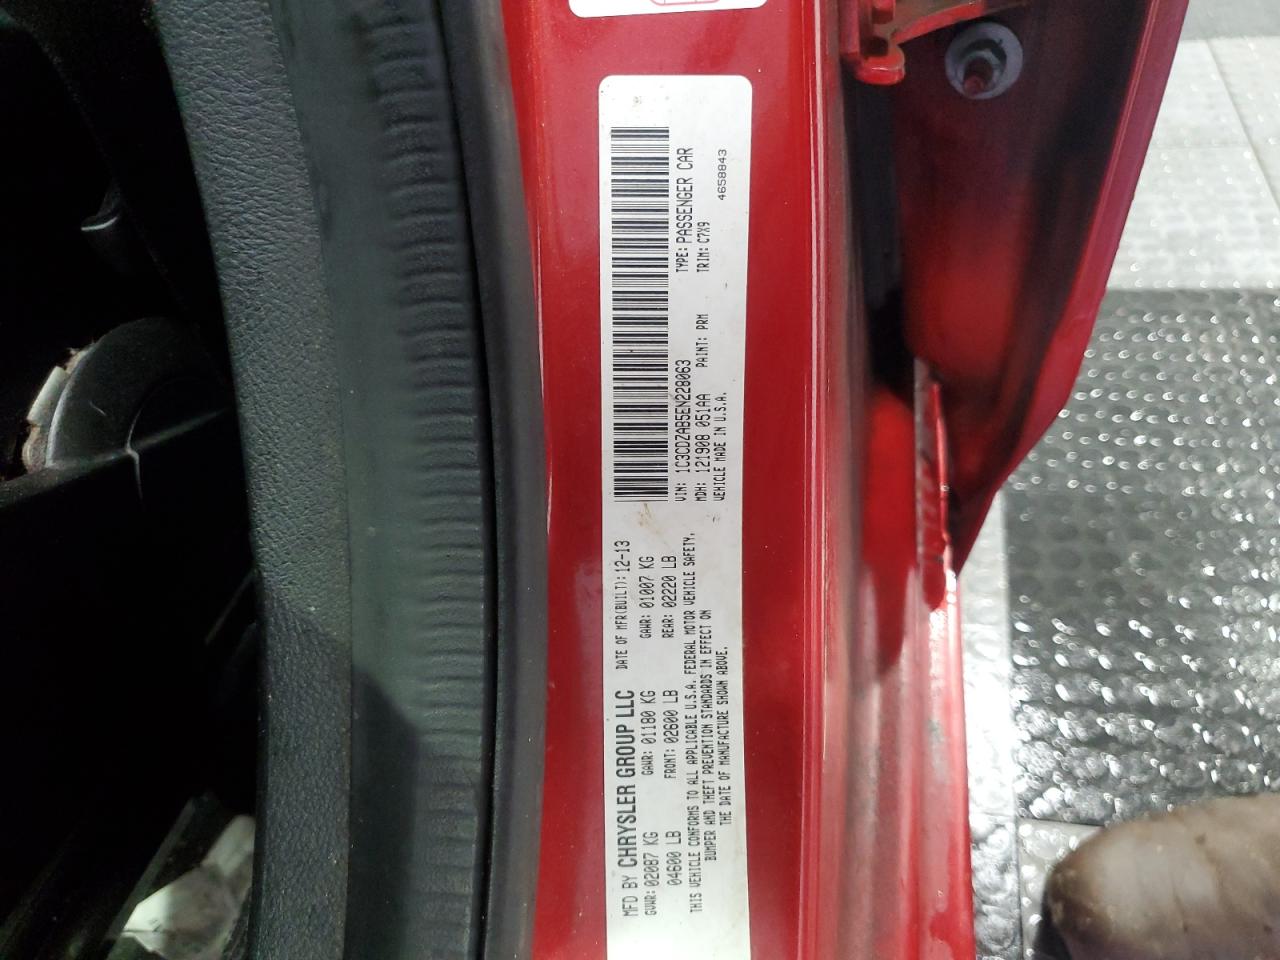 MFD BY CHRYSLER GROUP LLC DATE OF MFR(BUILT): 12-13
GVWR: 02087 KG GAWR: 01180 KG GAWR: 01007 KG
04600 LB FRONT: 02600 LB REAR: 02220 LB
THIS VEHICLE CONFORMS TO ALL APPLICABLE U.S.A. FEDERAL MOTOR VEHICLE SAFETY,
BUMPER AND THEFT PREVENTION STANDARDS IN EFFECT ON
THE DATE OF MANUFACTURE SHOWN ABOVE.
VIN: 1C3CDZAB5EN228063 TYPE: PASSENGER CAR
MDH: 121908 051AA PAINT: PRM TRIM: C7X9
VEHICLE MADE IN U.S.A.
4658843